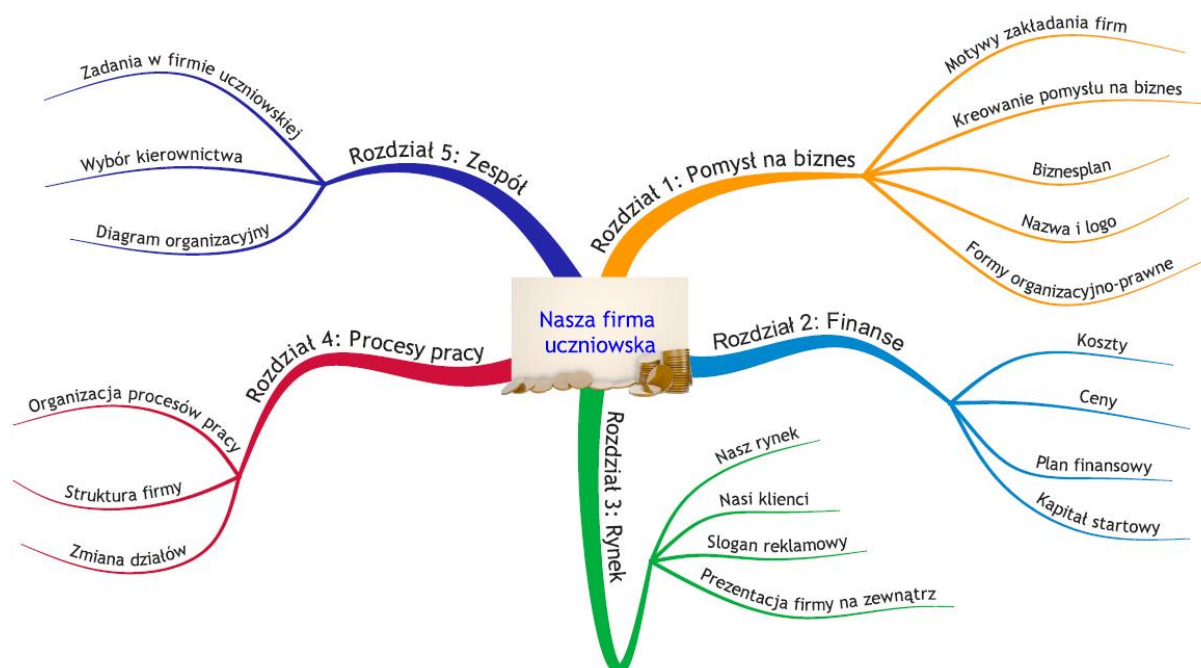 Nasza firma
uczniowska
Rozdział 1: Pomysł na biznes
Motywy zakładania firm
Kreowanie pomysłu na biznes
Biznesplan
Nazwa i logo
Formy organizacyjno-prawne
Rozdział 2: Finanse
Koszty
Ceny
Plan finansowy
Kapitał startowy
Rozdział 3: Rynek
Nasz rynek
Nasi klienci
Slogan reklamowy
Prezentacja firmy na zewnątrz
Rozdział 4: Procesy pracy
Organizacja procesów pracy
Struktura firmy
Zmiana działów
Rozdział 5: Zespół
Zadania w firmie uczniowskiej
Wybór kierownictwa
Diagram organizacyjny